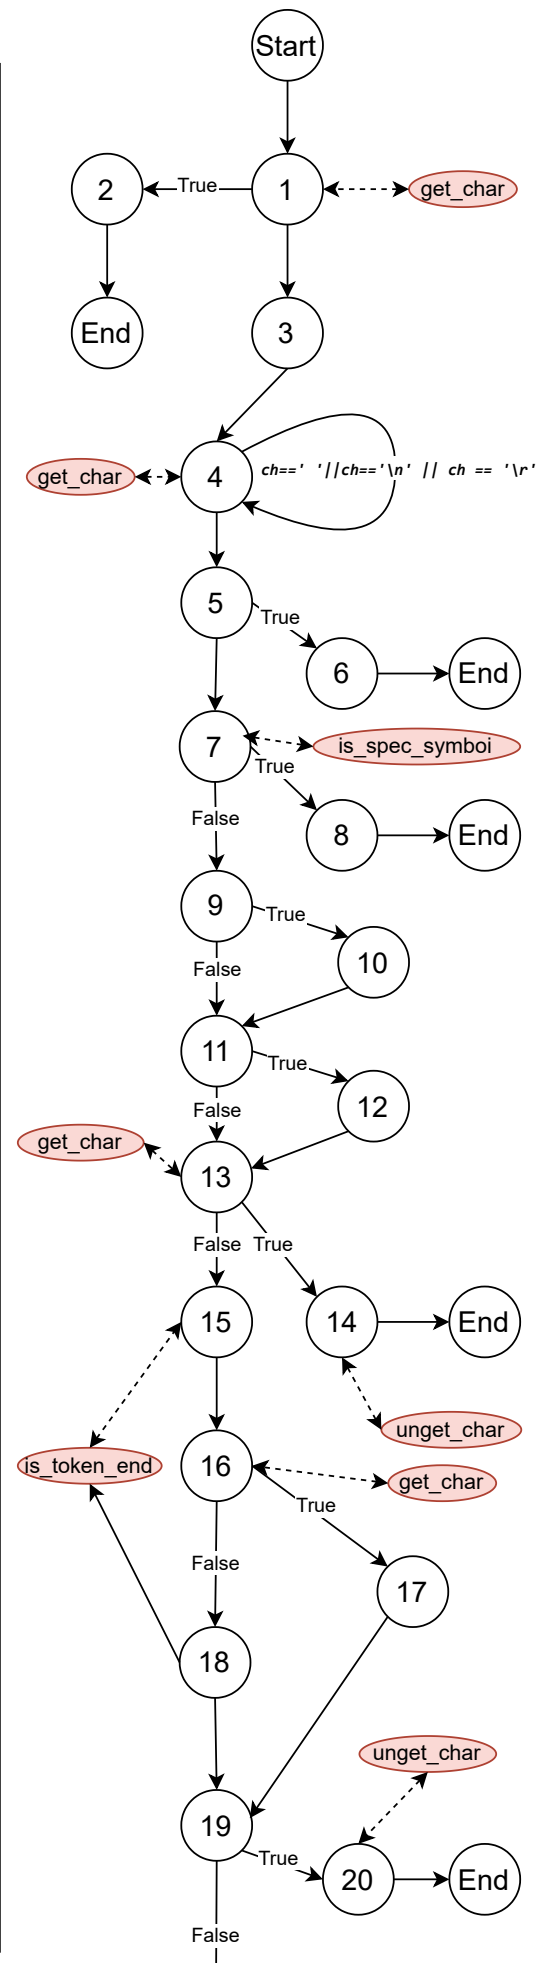 Start
2
True
1
get_char
End
3
get_char
4
ch==' '||ch=='\n' || ch == '\r'
5
True
6
End
7
is_spec_symboi
True
False
8
End
9
True
False
10
11
True
False
12
get_char
13
False
True
15
14
End
unget_char
is_token_end
16
get_char
True
False
17
18
unget_char
19
True
20
End
False